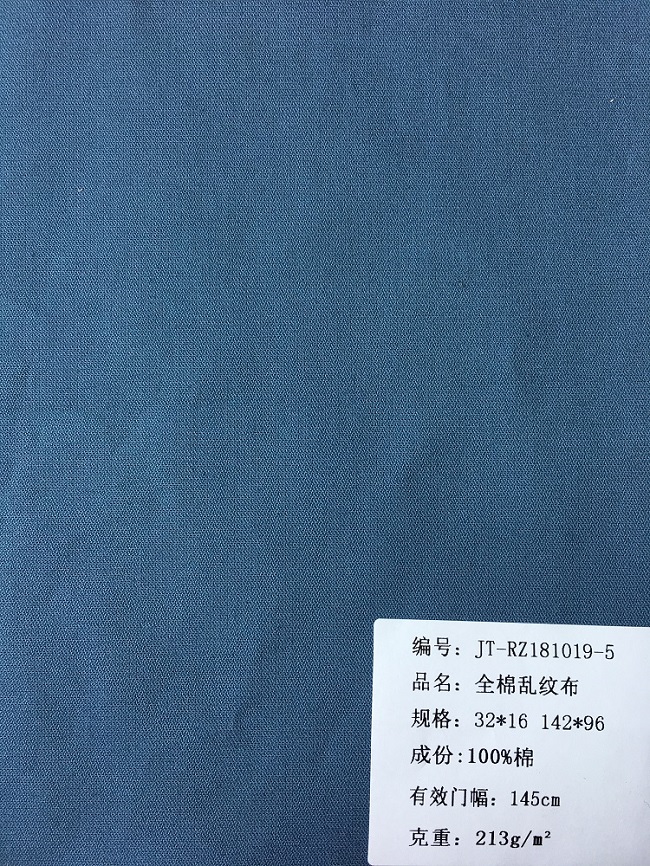 编号：JT-RZ181019-5
品名：全棉乱纹布
规格：32*16 142*96
成份:100%棉
有效门幅：145cm
克重：213g/m²